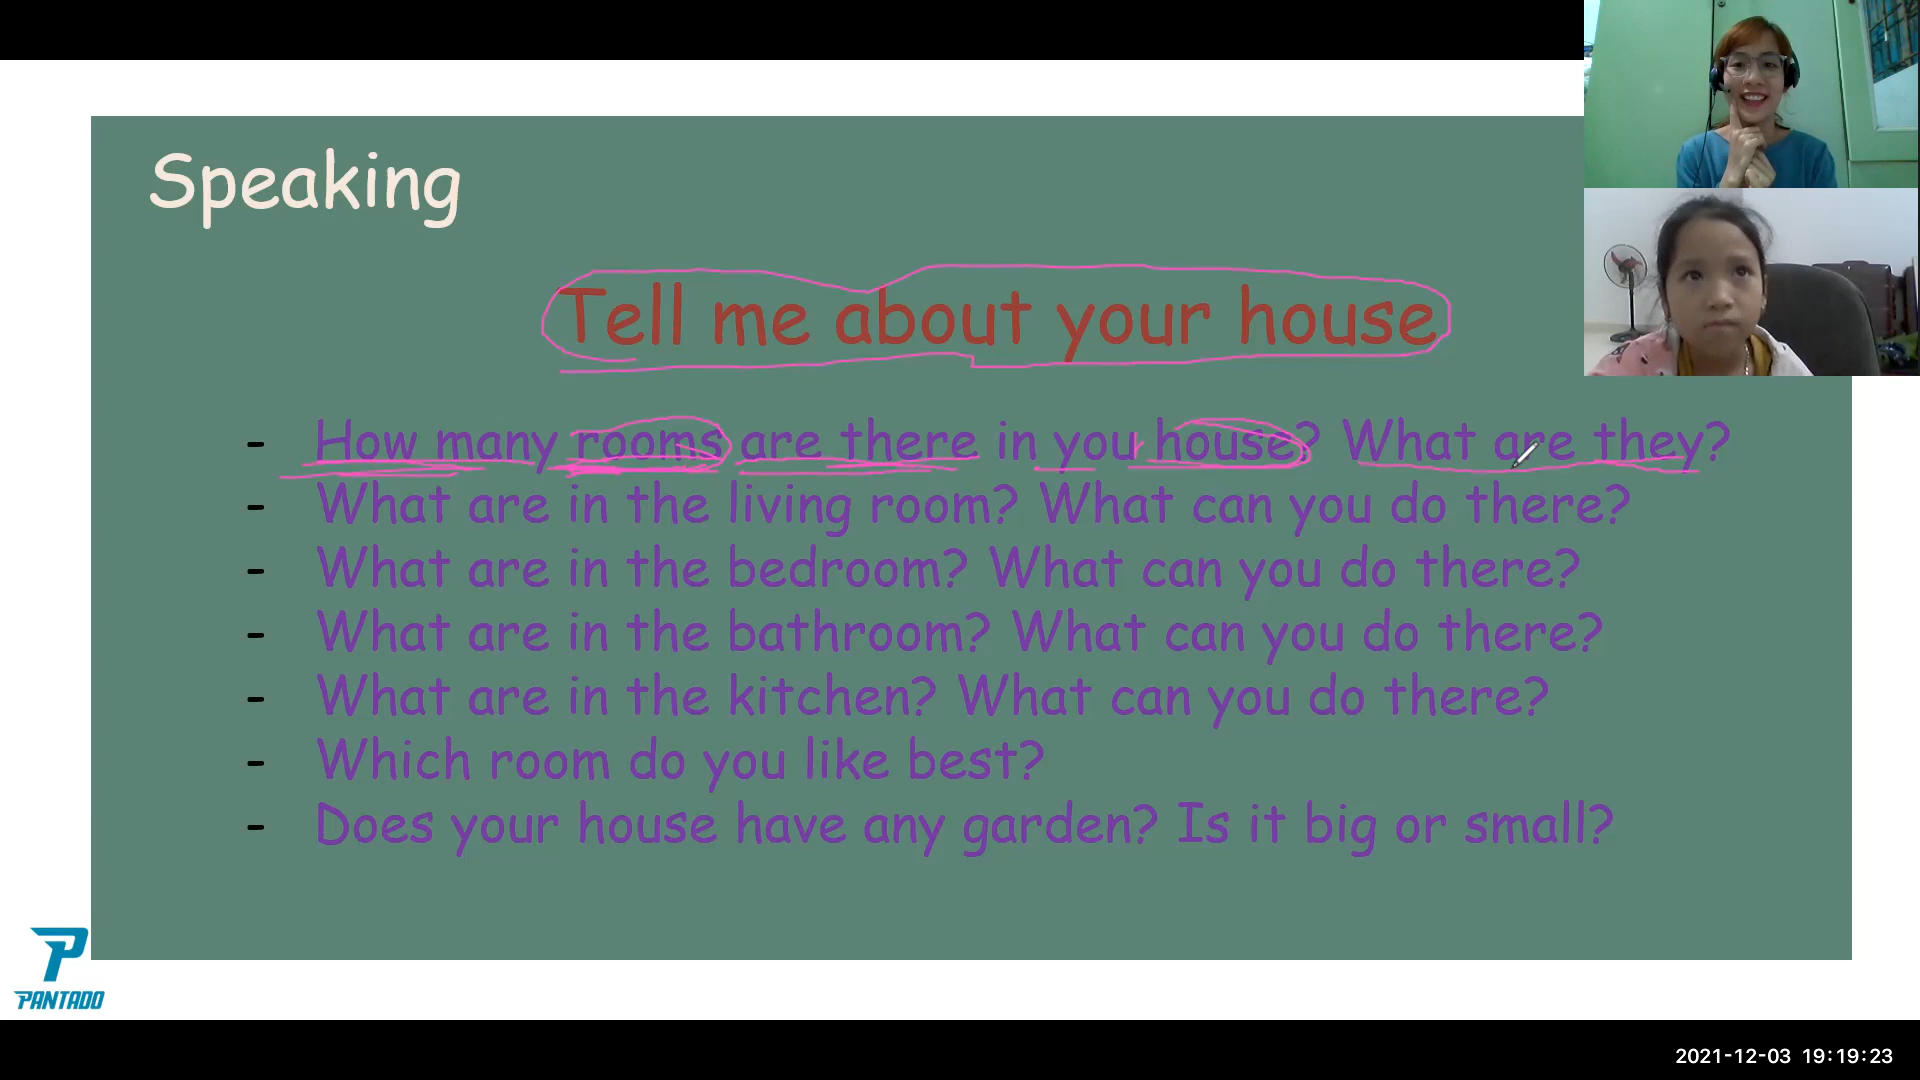 Speaking
Tell me about your house
- How many rooms are there in your house? What are they?
- What are in the living room? What can you do there?
- What are in the bedroom? What can you do there?
- What are in the bathroom? What can you do there?
- What are in the kitchen? What can you do there?
- Which room do you like best?
- Does your house have any garden? Is it big or small?
PANTADO
2021-12-03 19:19:23